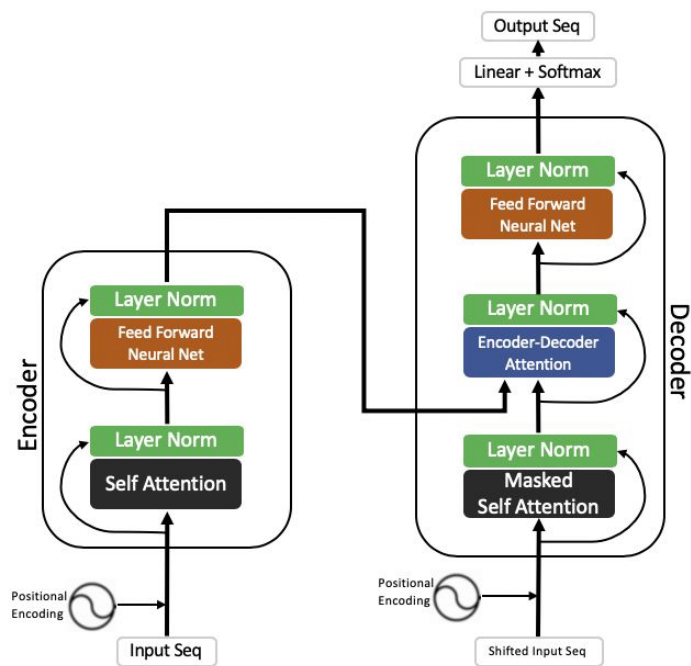 Output Seq
Linear + Softmax
Layer Norm
Feed Forward
Neural Net
Layer Norm
Encoder-Decoder
Attention
Layer Norm
Masked
Self Attention
Decoder
Positional
Encoding
Shifted Input Seq
Layer Norm
Feed Forward
Neural Net
Layer Norm
Self Attention
Encoder
Positional
Encoding
Input Seq